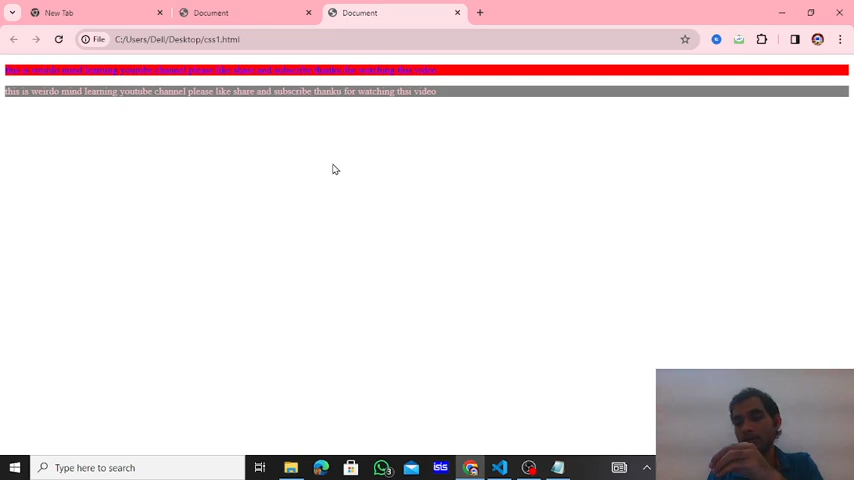 New Tab
Document
Document
File
C:/Users/Dell/Desktop/css1.html
this is weirdo mind learning youtube channel please like share and subscribe thanku for watching thsi video
this is weirdo mind learning youtube channel please like share and subscribe thanku for watching thsi video
Type here to search
3
isis